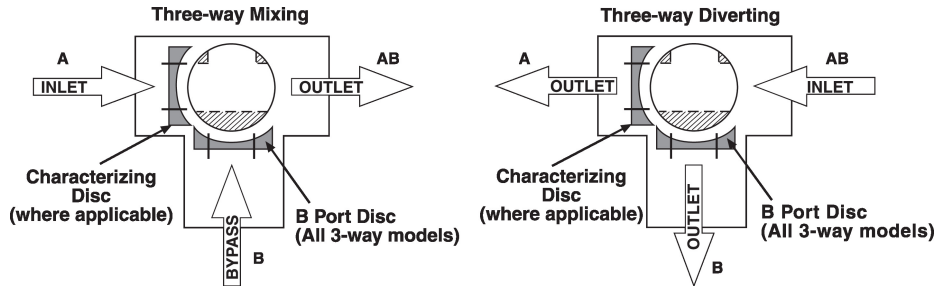 Three-way Mixing
A
INLET
AB
OUTLET
Characterizing
Disc
(where applicable)
BYPASS
B
B Port Disc
(All 3-way models)
Three-way Diverting
A
OUTLET
AB
INLET
Characterizing
Disc
(where applicable)
OUTLET
B
B Port Disc
(All 3-way models)